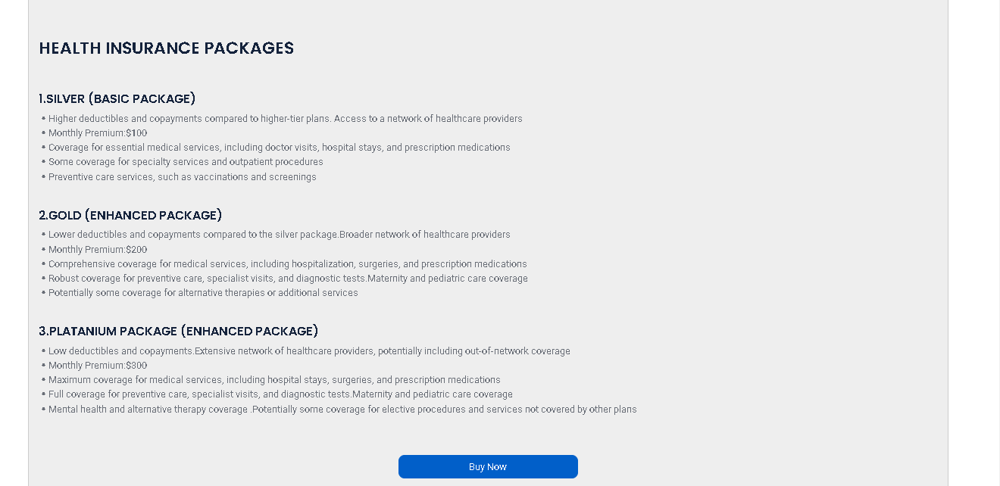 HEALTH INSURANCE PACKAGES
1.SILVER (BASIC PACKAGE)
• Higher deductibles and copayments compared to higher-tier plans. Access to a network of healthcare providers
• Monthly Premium:$100
• Coverage for essential medical services, including doctor visits, hospital stays, and prescription medications
• Some coverage for specialty services and outpatient procedures
• Preventive care services, such as vaccinations and screenings
2.GOLD (ENHANCED PACKAGE)
• Lower deductibles and copayments compared to the silver package.Broader network of healthcare providers
• Monthly Premium:$200
• Comprehensive coverage for medical services, including hospitalization, surgeries, and prescription medications
• Robust coverage for preventive care, specialist visits, and diagnostic tests.Maternity and pediatric care coverage
• Potentially some coverage for alternative therapies or additional services
3.PLATANIUM PACKAGE (ENHANCED PACKAGE)
• Low deductibles and copayments.Extensive network of healthcare providers, potentially including out-of-network coverage
• Monthly Premium:$300
• Maximum coverage for medical services, including hospital stays, surgeries, and prescription medications
• Full coverage for preventive care, specialist visits, and diagnostic tests.Maternity and pediatric care coverage
• Mental health and alternative therapy coverage .Potentially some coverage for elective procedures and services not covered by other plans
Buy Now